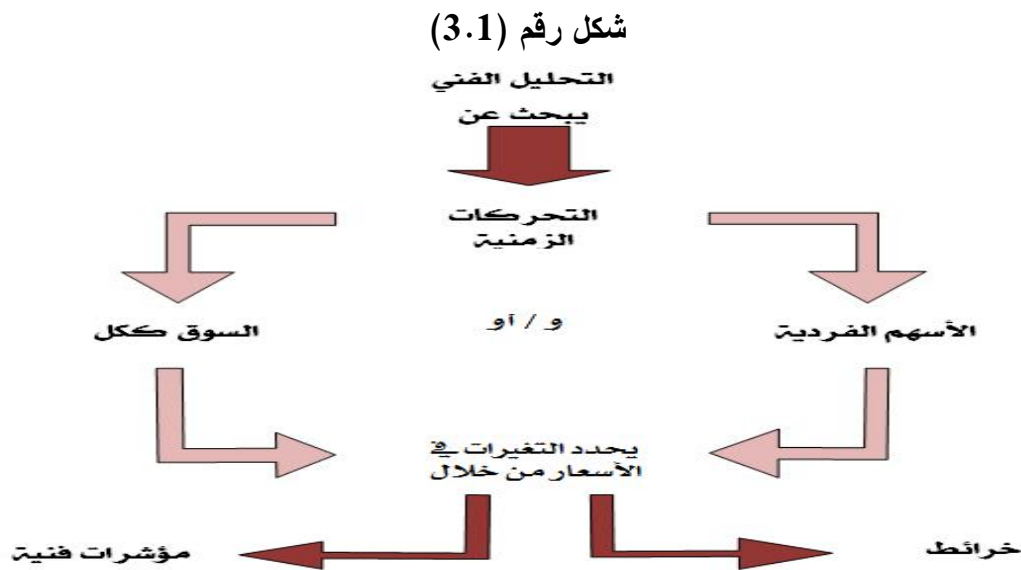 شكل رقم (3.1)
التحليل الفني
يبحث عن
التحركات
الزمنية
الأسهم الفردية
و / أو
السوق ككل
يحدد التغيرات في
الأسعار من خلال
خرائط
مؤشرات فنية